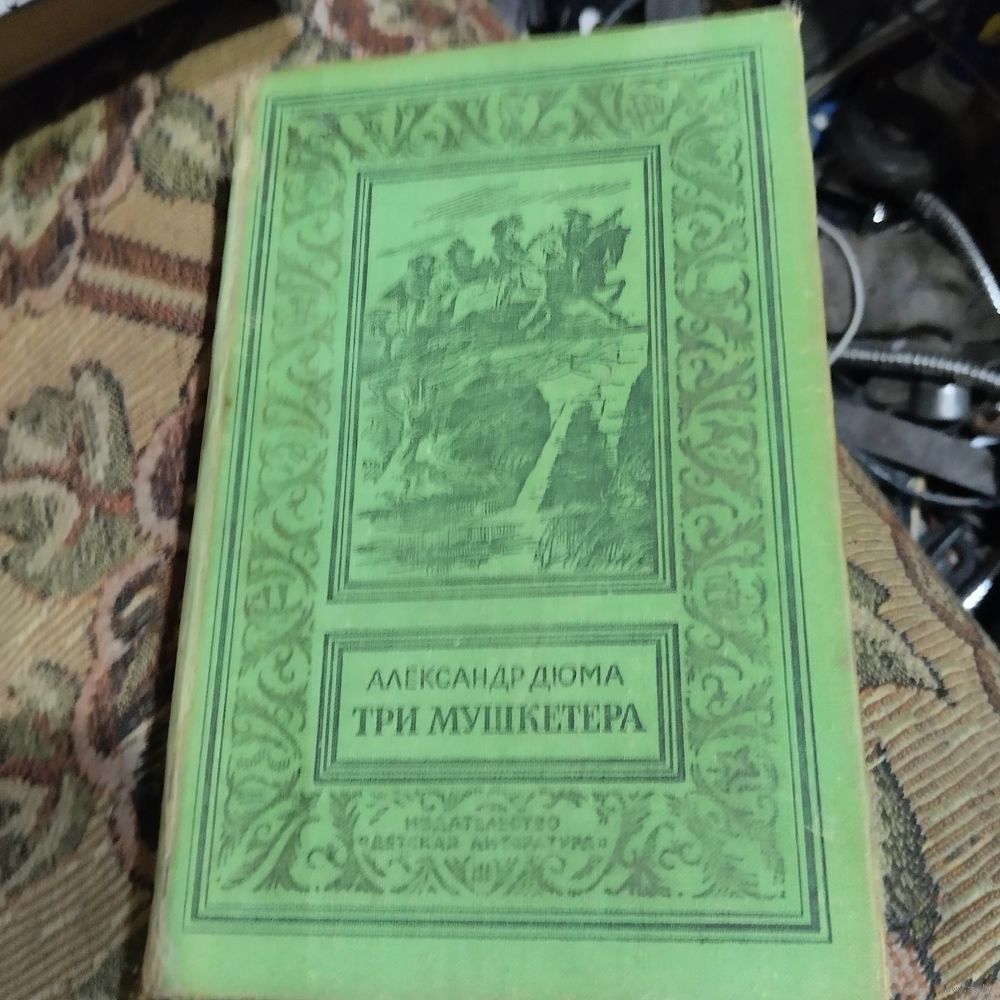 АЛЕКСАНДР ДЮМА
ТРИ МУШКЕТЕРА
ИЗДАТЕЛЬСТВО
«ДЕТСКАЯ ЛИТЕРАТУРА»